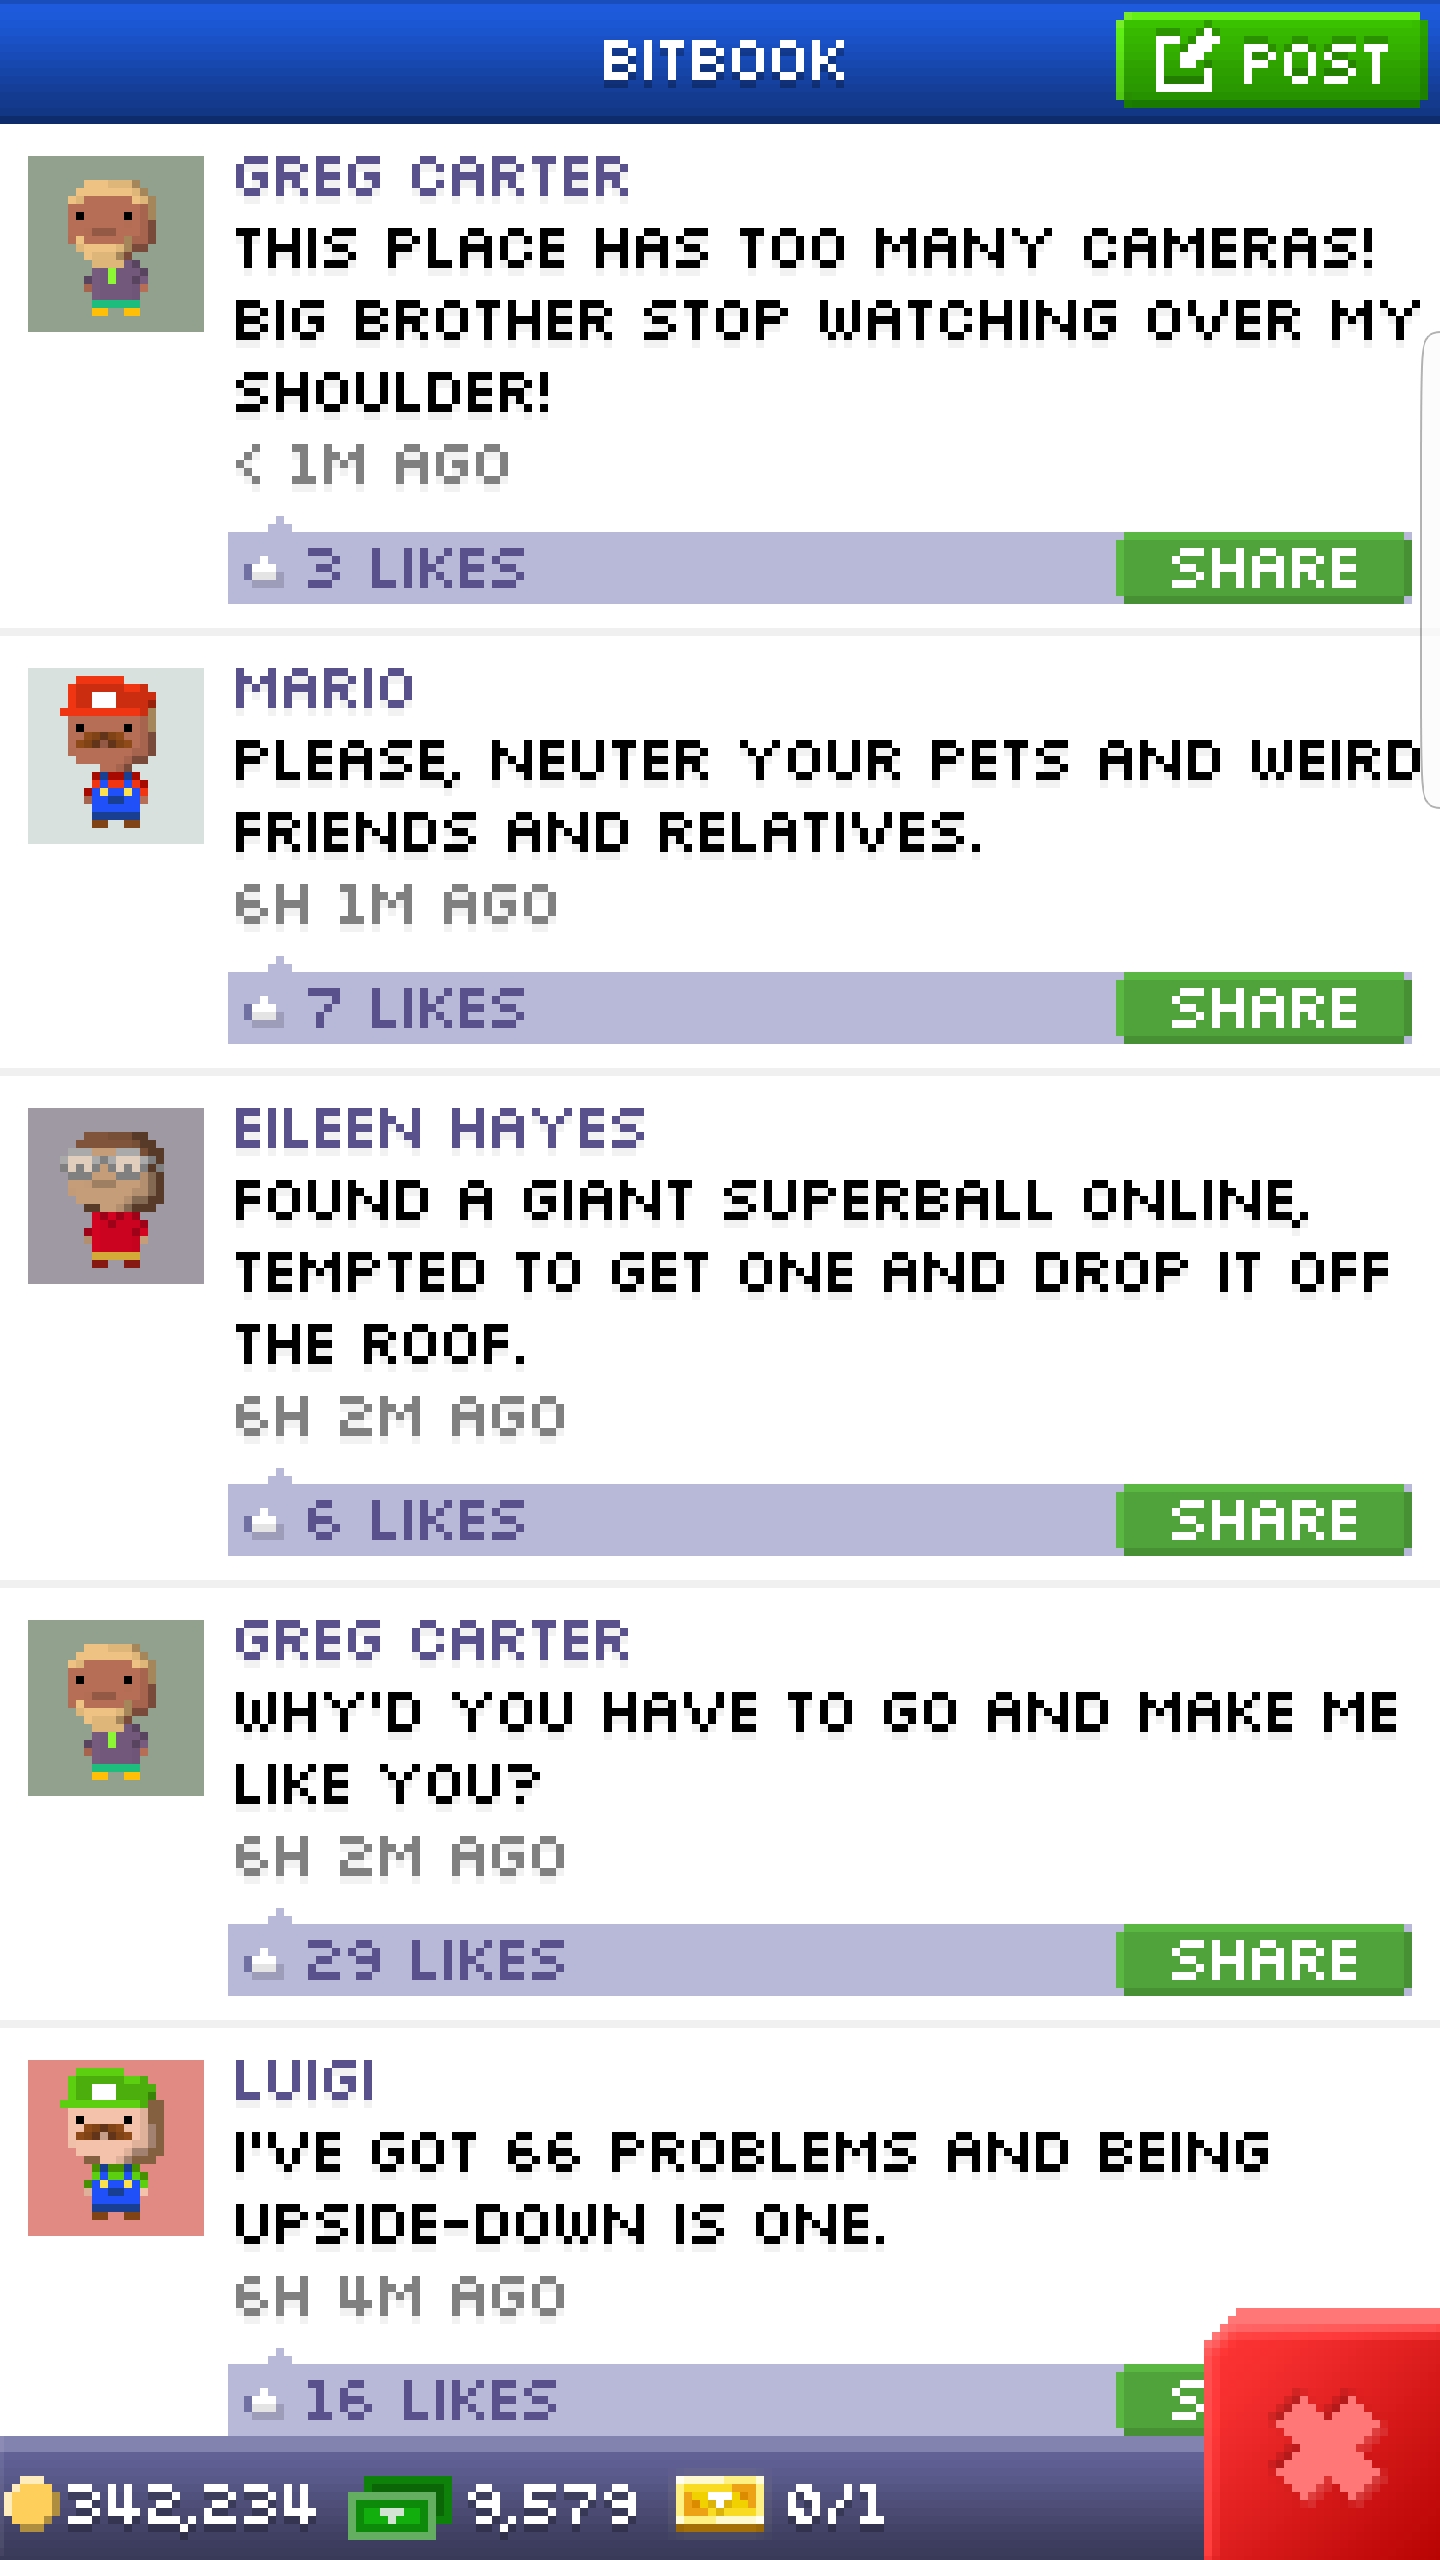 BITBOOK
POST
GREG CARTER
THIS PLACE HAS TOO MANY CAMERAS!
BIG BROTHER STOP WATCHING OVER MY
SHOULDER!
< 1M AGO
3 LIKES
SHARE
MARIO
PLEASE, NEUTER YOUR PETS AND WEIRD
FRIENDS AND RELATIVES.
6H 1M AGO
7 LIKES
SHARE
EILEEN HAYES
FOUND A GIANT SUPERBALL ONLINE,
TEMPTED TO GET ONE AND DROP IT OFF
THE ROOF.
6H 2M AGO
6 LIKES
SHARE
GREG CARTER
WHY'D YOU HAVE TO GO AND MAKE ME
LIKE YOU?
6H 2M AGO
29 LIKES
SHARE
LUIGI
I'VE GOT 66 PROBLEMS AND BEING
UPSIDE-DOWN IS ONE.
6H 4M AGO
16 LIKES
S
342,234
9,579
0/1